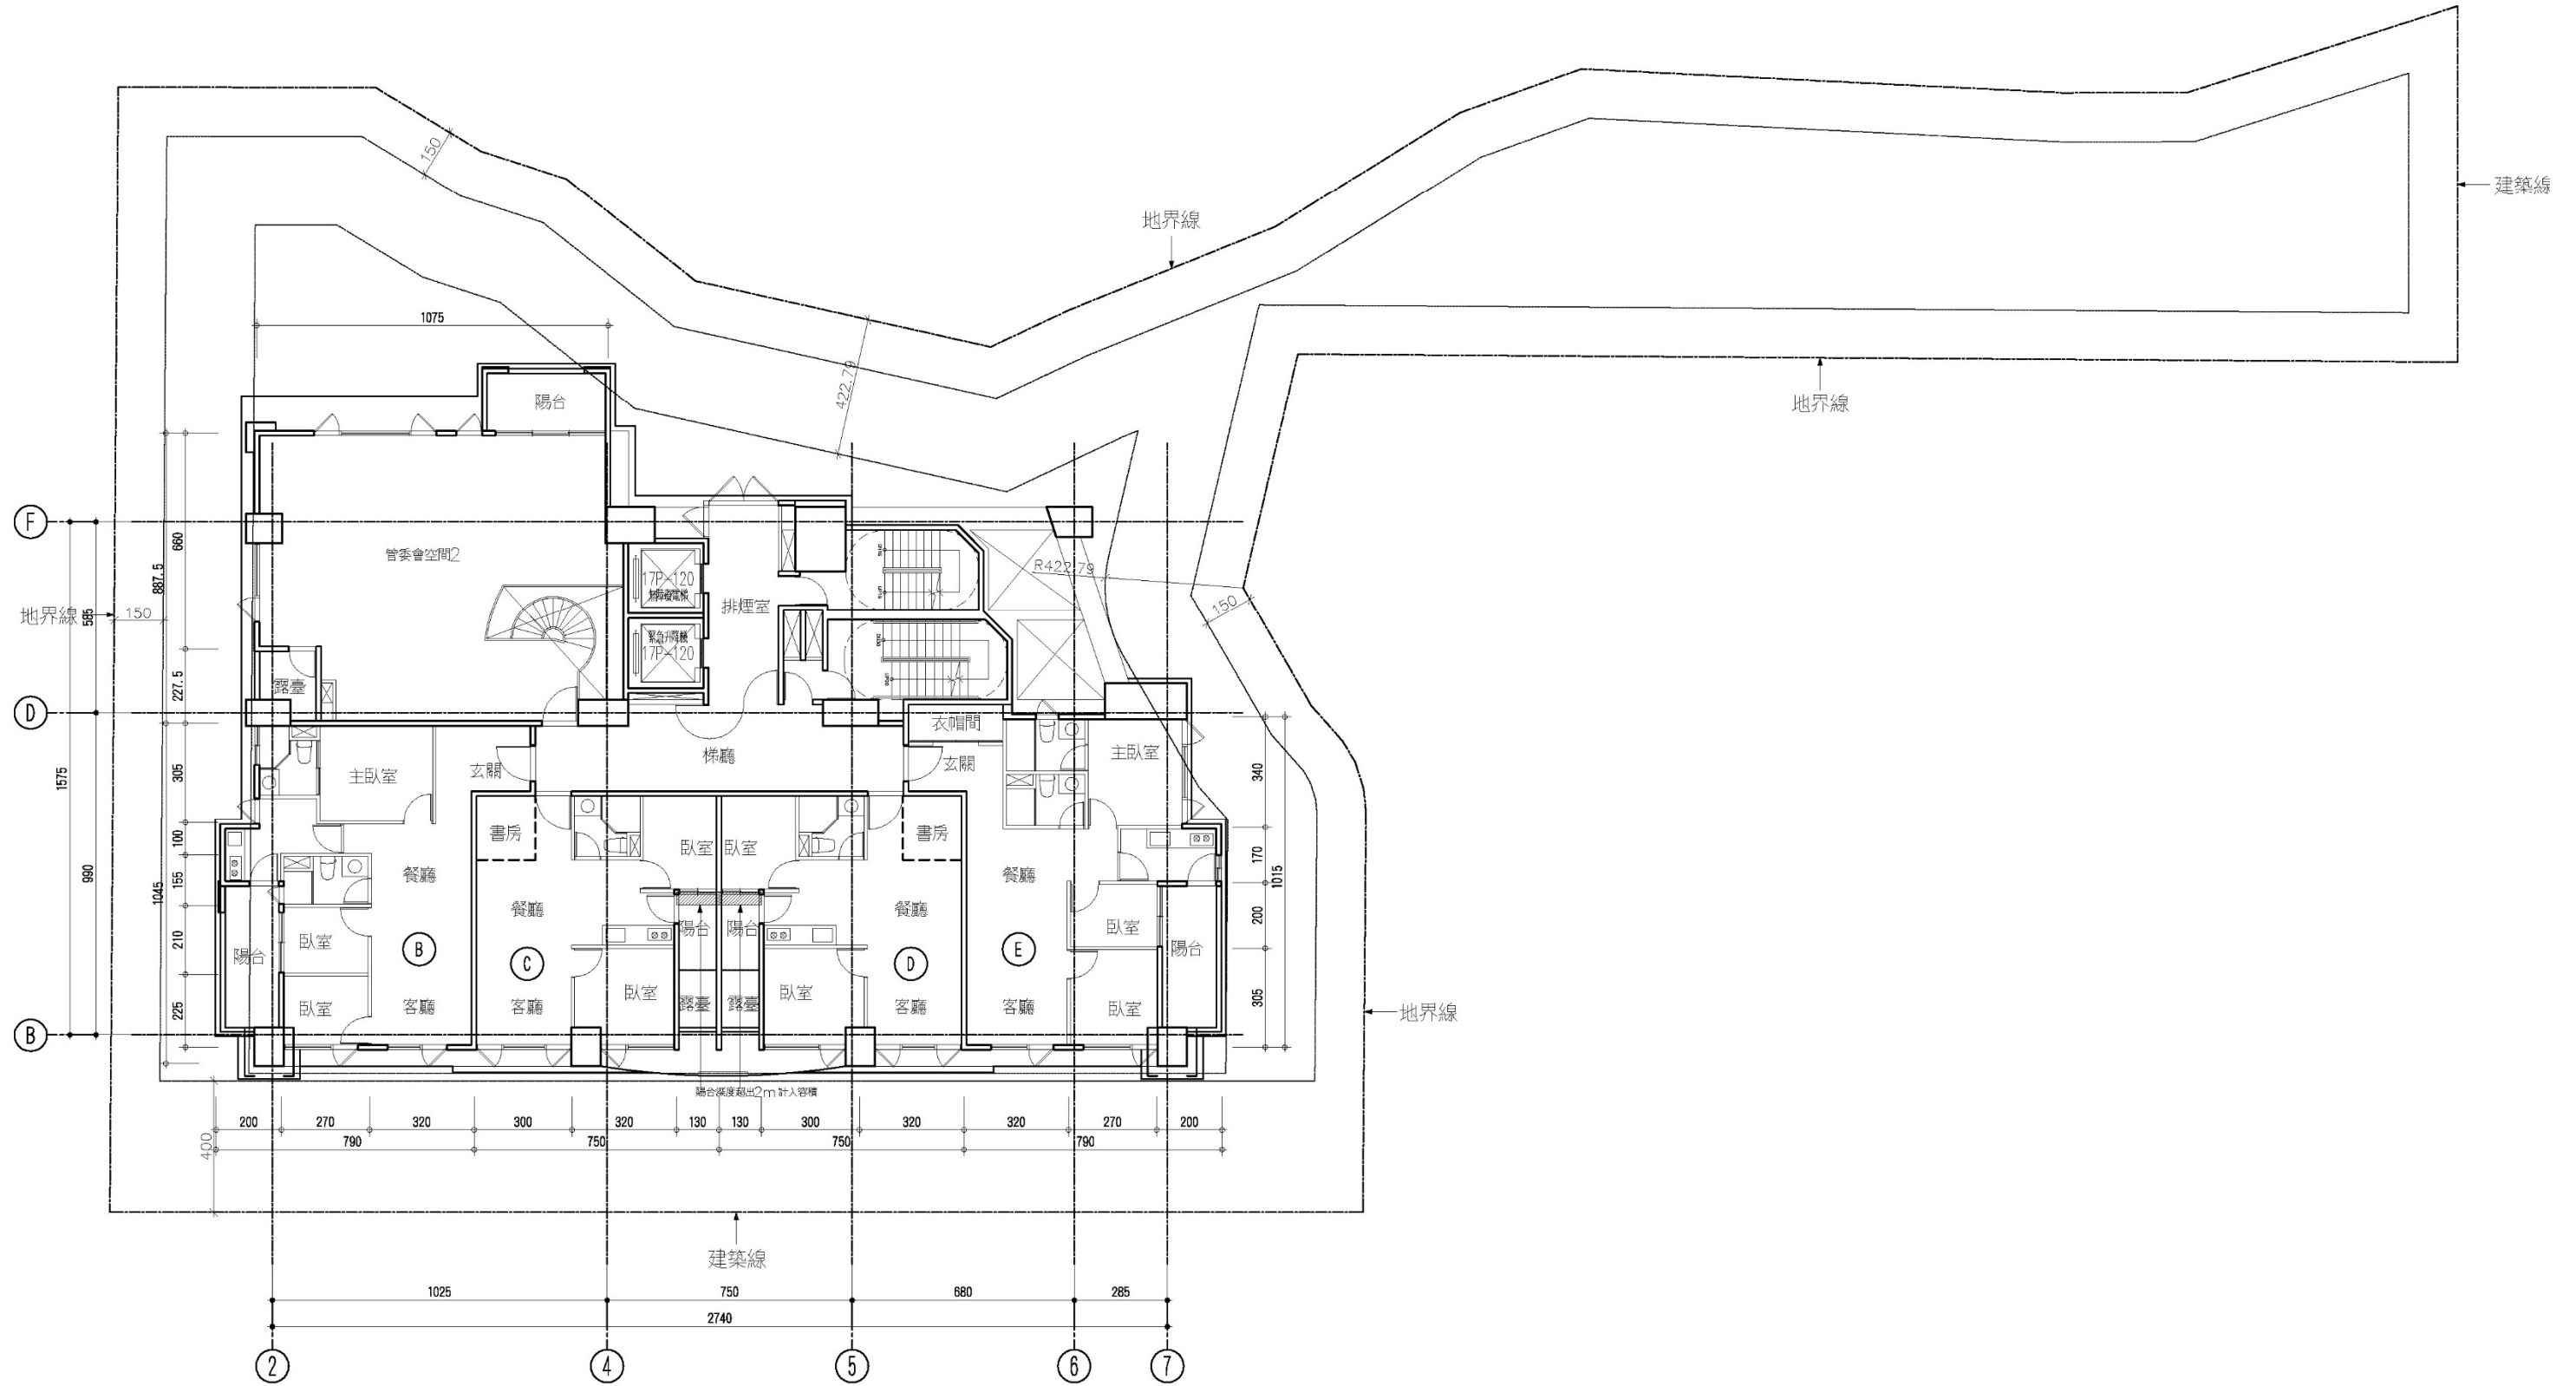 建築線
地界線
150
422.79
1075
陽台
地界線
F
管委會空間2
17P-120
緊急升降機
17P-120
排煙室
R422.79
150
660
887.5
585
地界線
150
227.5
露臺
D
衣帽間
梯廳
主臥室
玄關
玄關
主臥室
305
340
1575
書房
臥室
臥室
書房
100
餐廳
餐廳
170
990
155
1045
1015
餐廳
陽台
陽台
餐廳
200
210
臥室
B
臥室
陽台
陽台
C
D
E
臥室
客廳
客廳
臥室
露臺
露臺
臥室
客廳
客廳
臥室
225
305
地界線
B
陽台深度超出2m計入容積
200
270
320
300
320
130
130
300
320
320
270
200
790
750
750
790
400
建築線
1025
750
680
285
2740
2
4
5
6
7